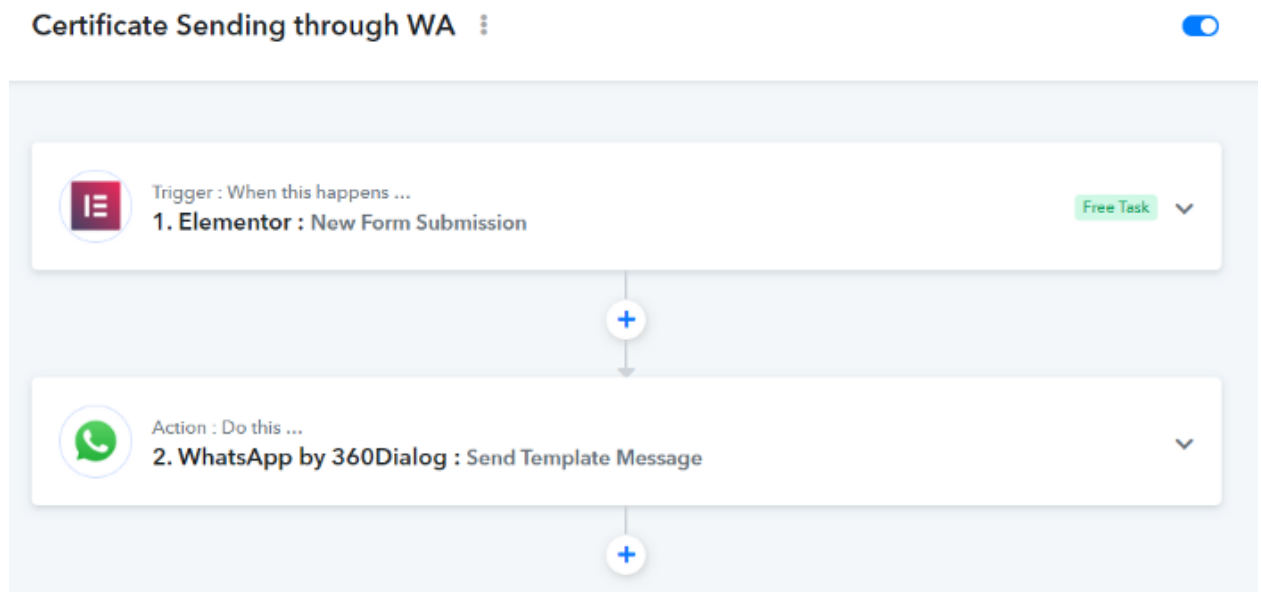 Certificate Sending through WA
Trigger : When this happens ...
1. Elementor : New Form Submission
Free Task
Action : Do this ...
2. WhatsApp by 360Dialog : Send Template Message